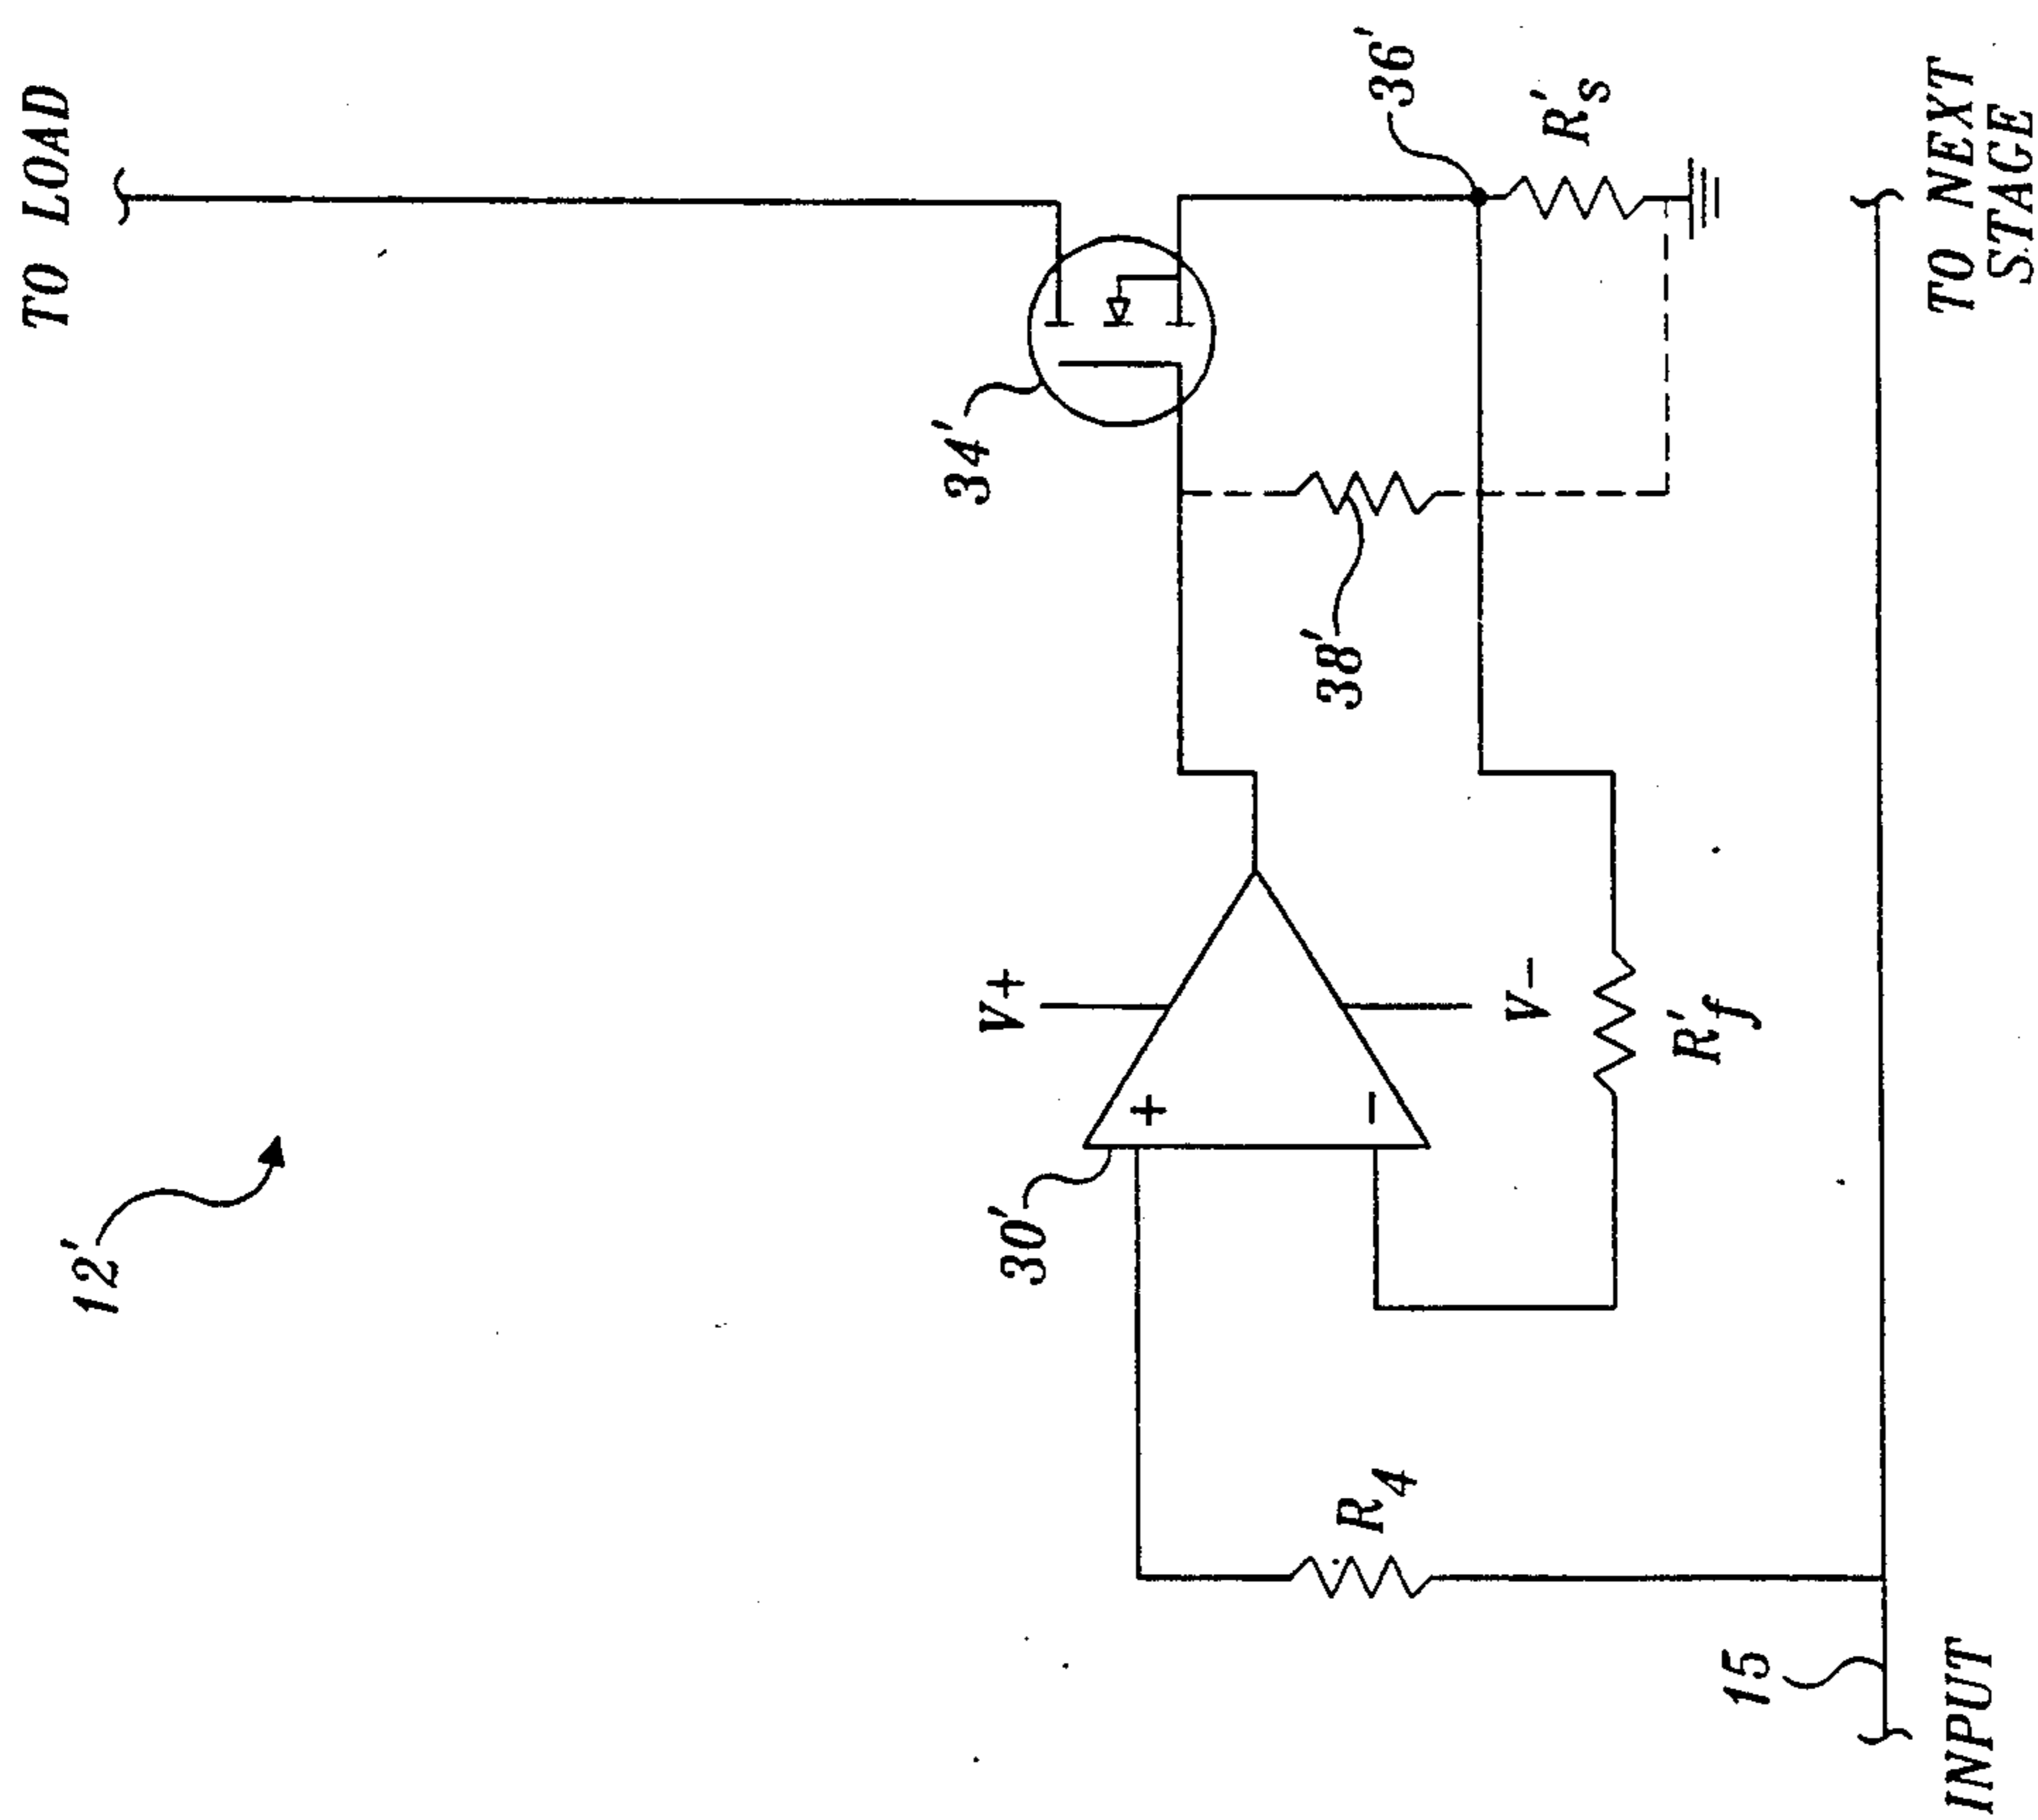 12'
TO LOAD
34'
V+
30'
+
-
V-
36'
R's
38'
R'f
R4
15
INPUT
TO NEXT
STAGE